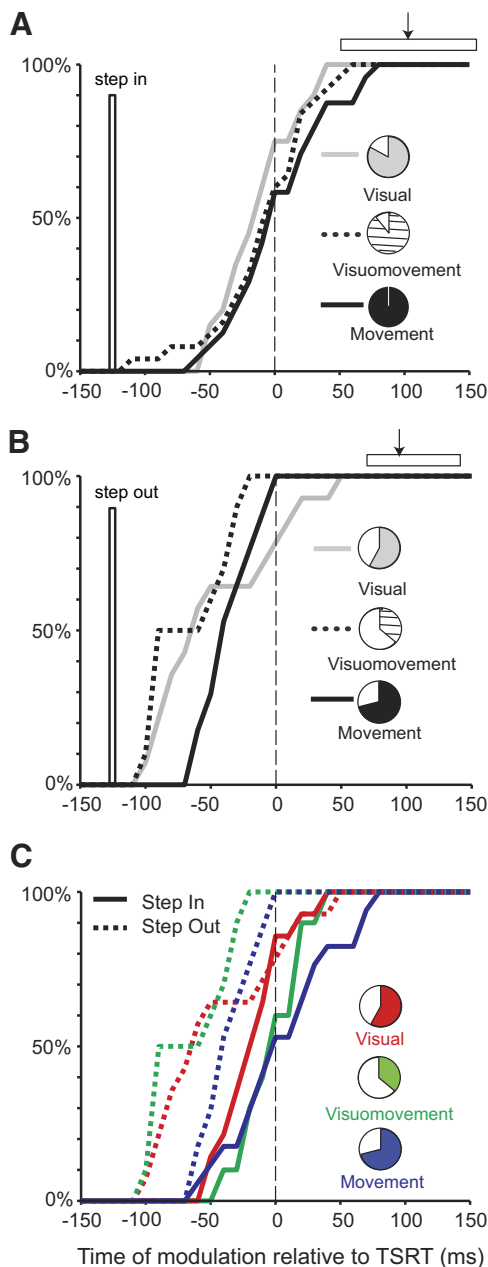 A
step in
100%
50%
0%
Visual
Visuomovement
Movement
-150 -100 -50 0 50 100 150
B
step out
100%
50%
0%
Visual
Visuomovement
Movement
-150 -100 -50 0 50 100 150
C
100%
50%
0%
Step In
Step Out
Visual
Visuomovement
Movement
-150 -100 -50 0 50 100 150
Time of modulation relative to TSRT (ms)